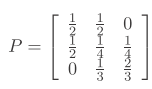 P = [ 1/2 1/2 0
1/2 1/4 1/4
0 1/3 2/3 ]